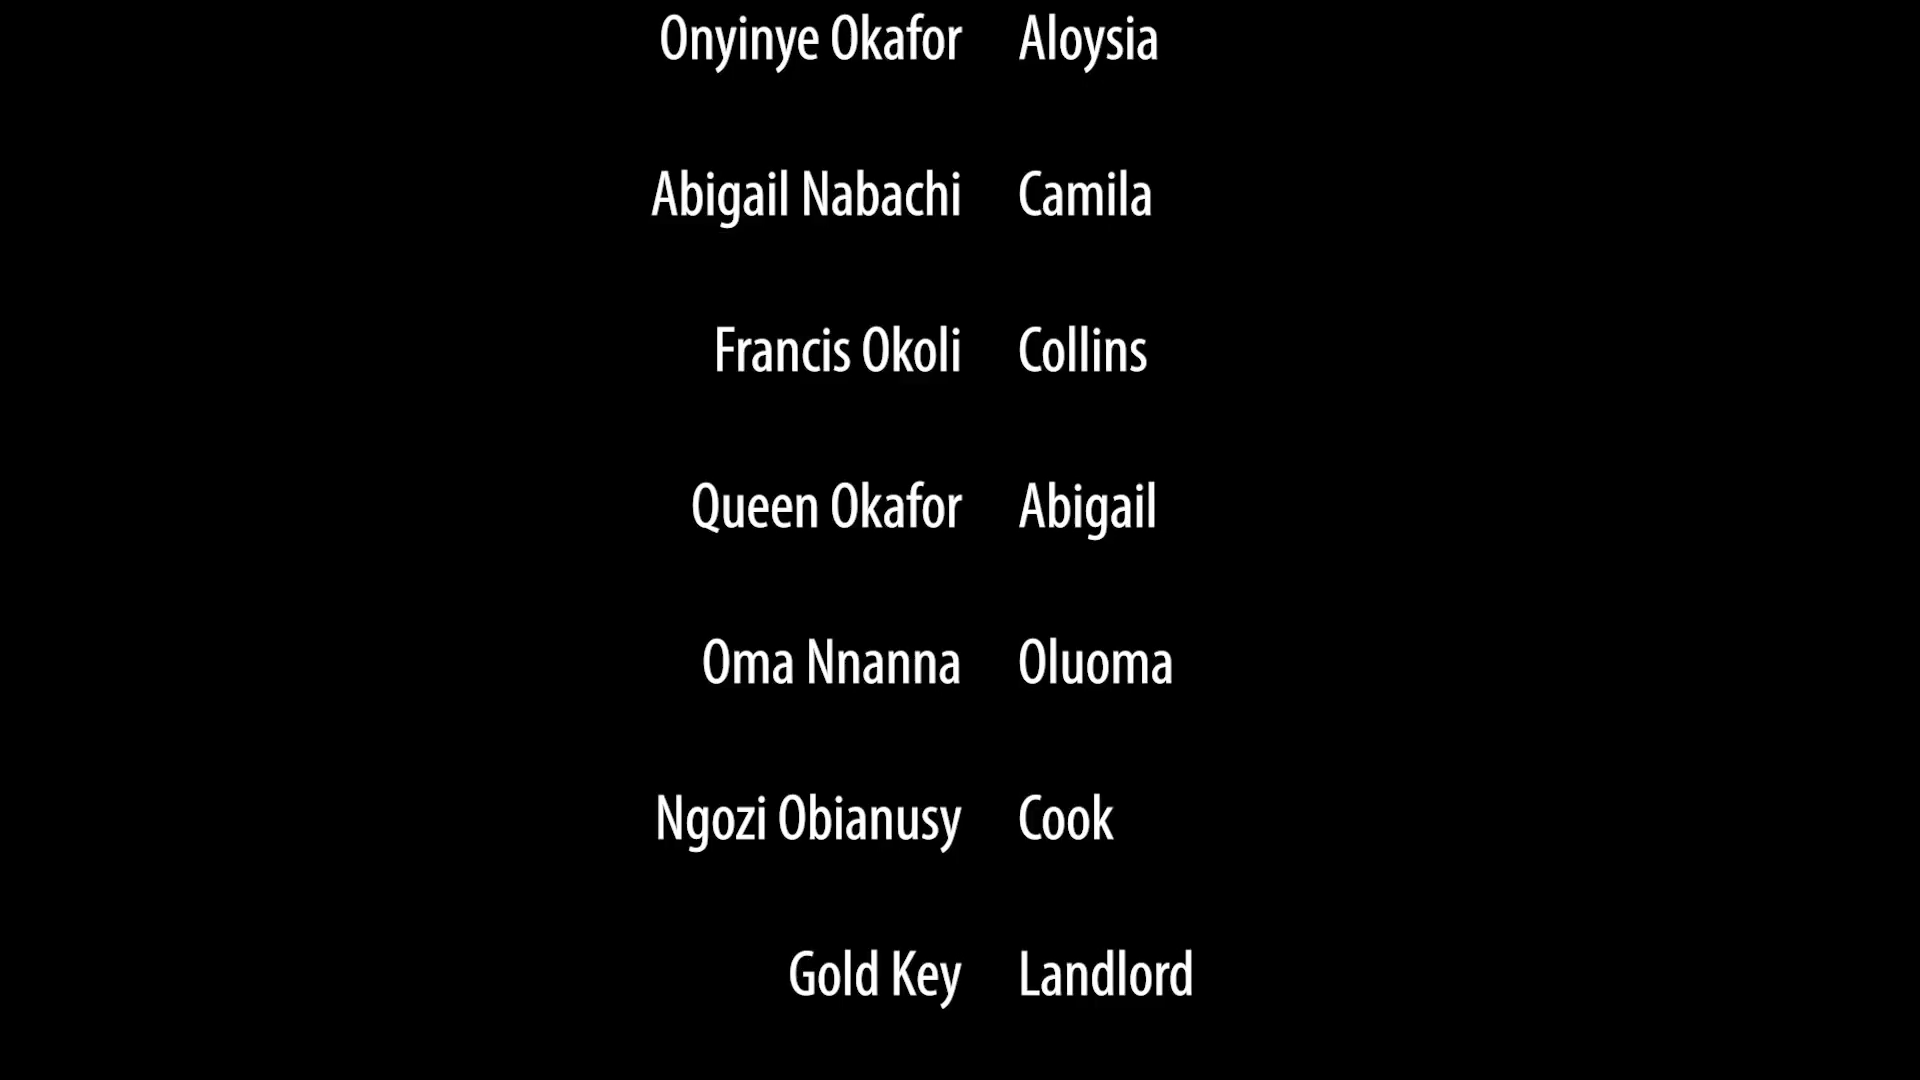 Onyinye Okafor Aloysia
Abigail Nabachi Camila
Francis Okoli Collins
Queen Okafor Abigail
Oma Nnanna Oluoma
Ngozi Obianusy Cook
Gold Key Landlord